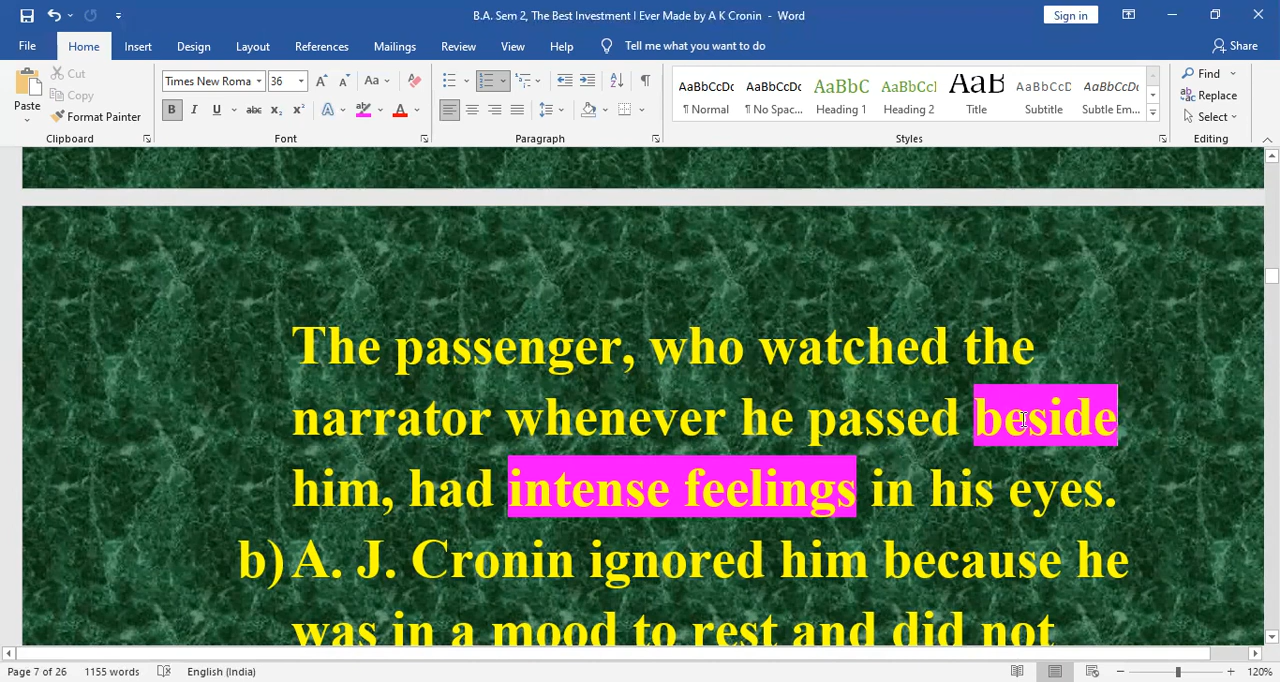 B.A. Sem 2, The Best Investment I Ever Made by A K Cronin - Word
Sign in
File Home Insert Design Layout References Mailings Review View Help Tell me what you want to do Share
Paste
Cut
Copy
Format Painter
Times New Roma 36
AaBbCcDc AaBbCcDc AaBbC AaBbCcI AaB AaBbCcD AaBbCcDc
¶ Normal ¶ No Spac... Heading 1 Heading 2 Title Subtitle Subtle Em...
Find
Replace
Select
Clipboard Font Paragraph Styles Editing
The passenger, who watched the
narrator whenever he passed beside
him, had intense feelings in his eyes.
b) A. J. Cronin ignored him because he
was in a mood to rest and did not
Page 7 of 26 1155 words English (India) 120%